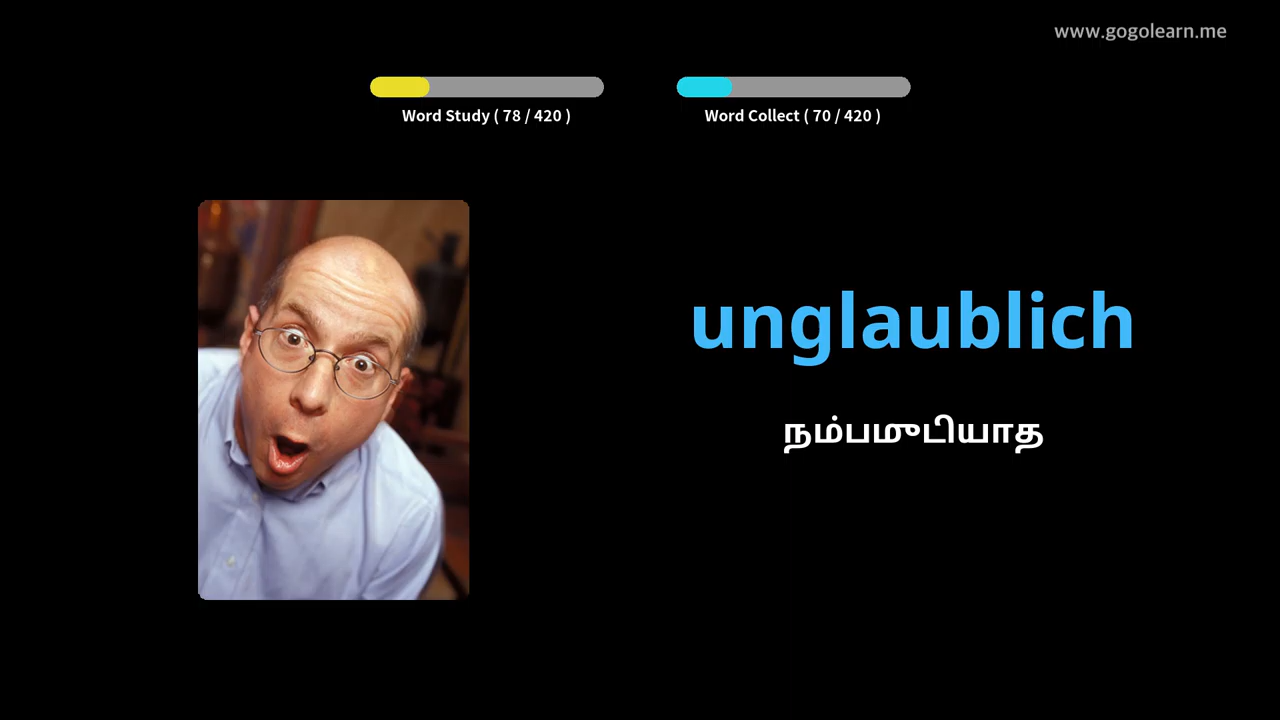 www.gogolearn.me
Word Study ( 78 / 420 )
Word Collect ( 70 / 420 )
unglaublich
நம்பமுடியாத